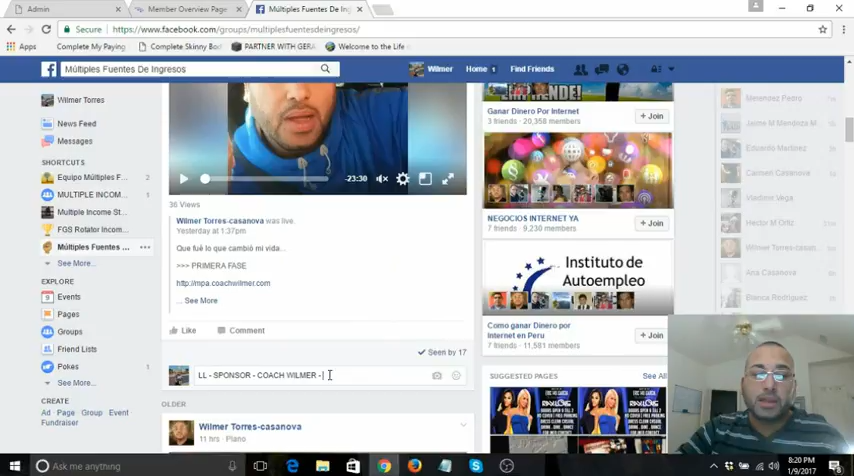 Admin
Member Overview Page
Múltiples Fuentes De Ing
Secure
https://www.facebook.com/groups/multiplesfuentesdeingresos/
Apps
Complete My Paying
Complete.Skinny Bod
PARTNER WITH GERA
Welcome to the Life
Múltiples Fuentes De Ingresos
Wilmer
Home 1
Find Friends
Wilmer Torres
News Feed
Messages
SHORTCUTS
Equipo Múltiples F... 2
MULTIPLE INCOM... 1
Multiple Income St...
FGS Rotator Incom...
Múltiples Fuentes ...
See More...
EXPLORE
Events
Pages
Groups
Friend Lists
Pokes 1
See More...
CREATE
Ad Page Group Event
Fundraiser
-23:30
36 Views
Wilmer Torres-casanova was live.
Yesterday at 1:37pm
Que fuè lo que cambiò mi vida...
>>> PRIMERA FASE
http://mpa.coachwilmer.com
... See More
Like
Comment
Seen by 17
LL - SPONSOR - COACH WILMER -
OLDER
Wilmer Torres-casanova
11 hrs · Plano
EMPRENDE!
Ganar Dinero Por Internet
3 friends · 20,358 members
+ Join
NEGOCIOS INTERNET YA
7 friends · 9,230 members
+ Join
Instituto de
Autoempleo
Como ganar Dinero por
Internet en Peru
7 friends · 11,581 members
+ Join
SUGGESTED PAGES
See All
Melendez Pedro
Jaime M Mendoza M
Eduardo Martinez
Carmen Casanova
Vladime Vega
Hector M Ortiz
Wilmer Torres-casa
Ana Casanova
Blanca Rodriguez
Ask me anything
8:20 PM
1/9/2017